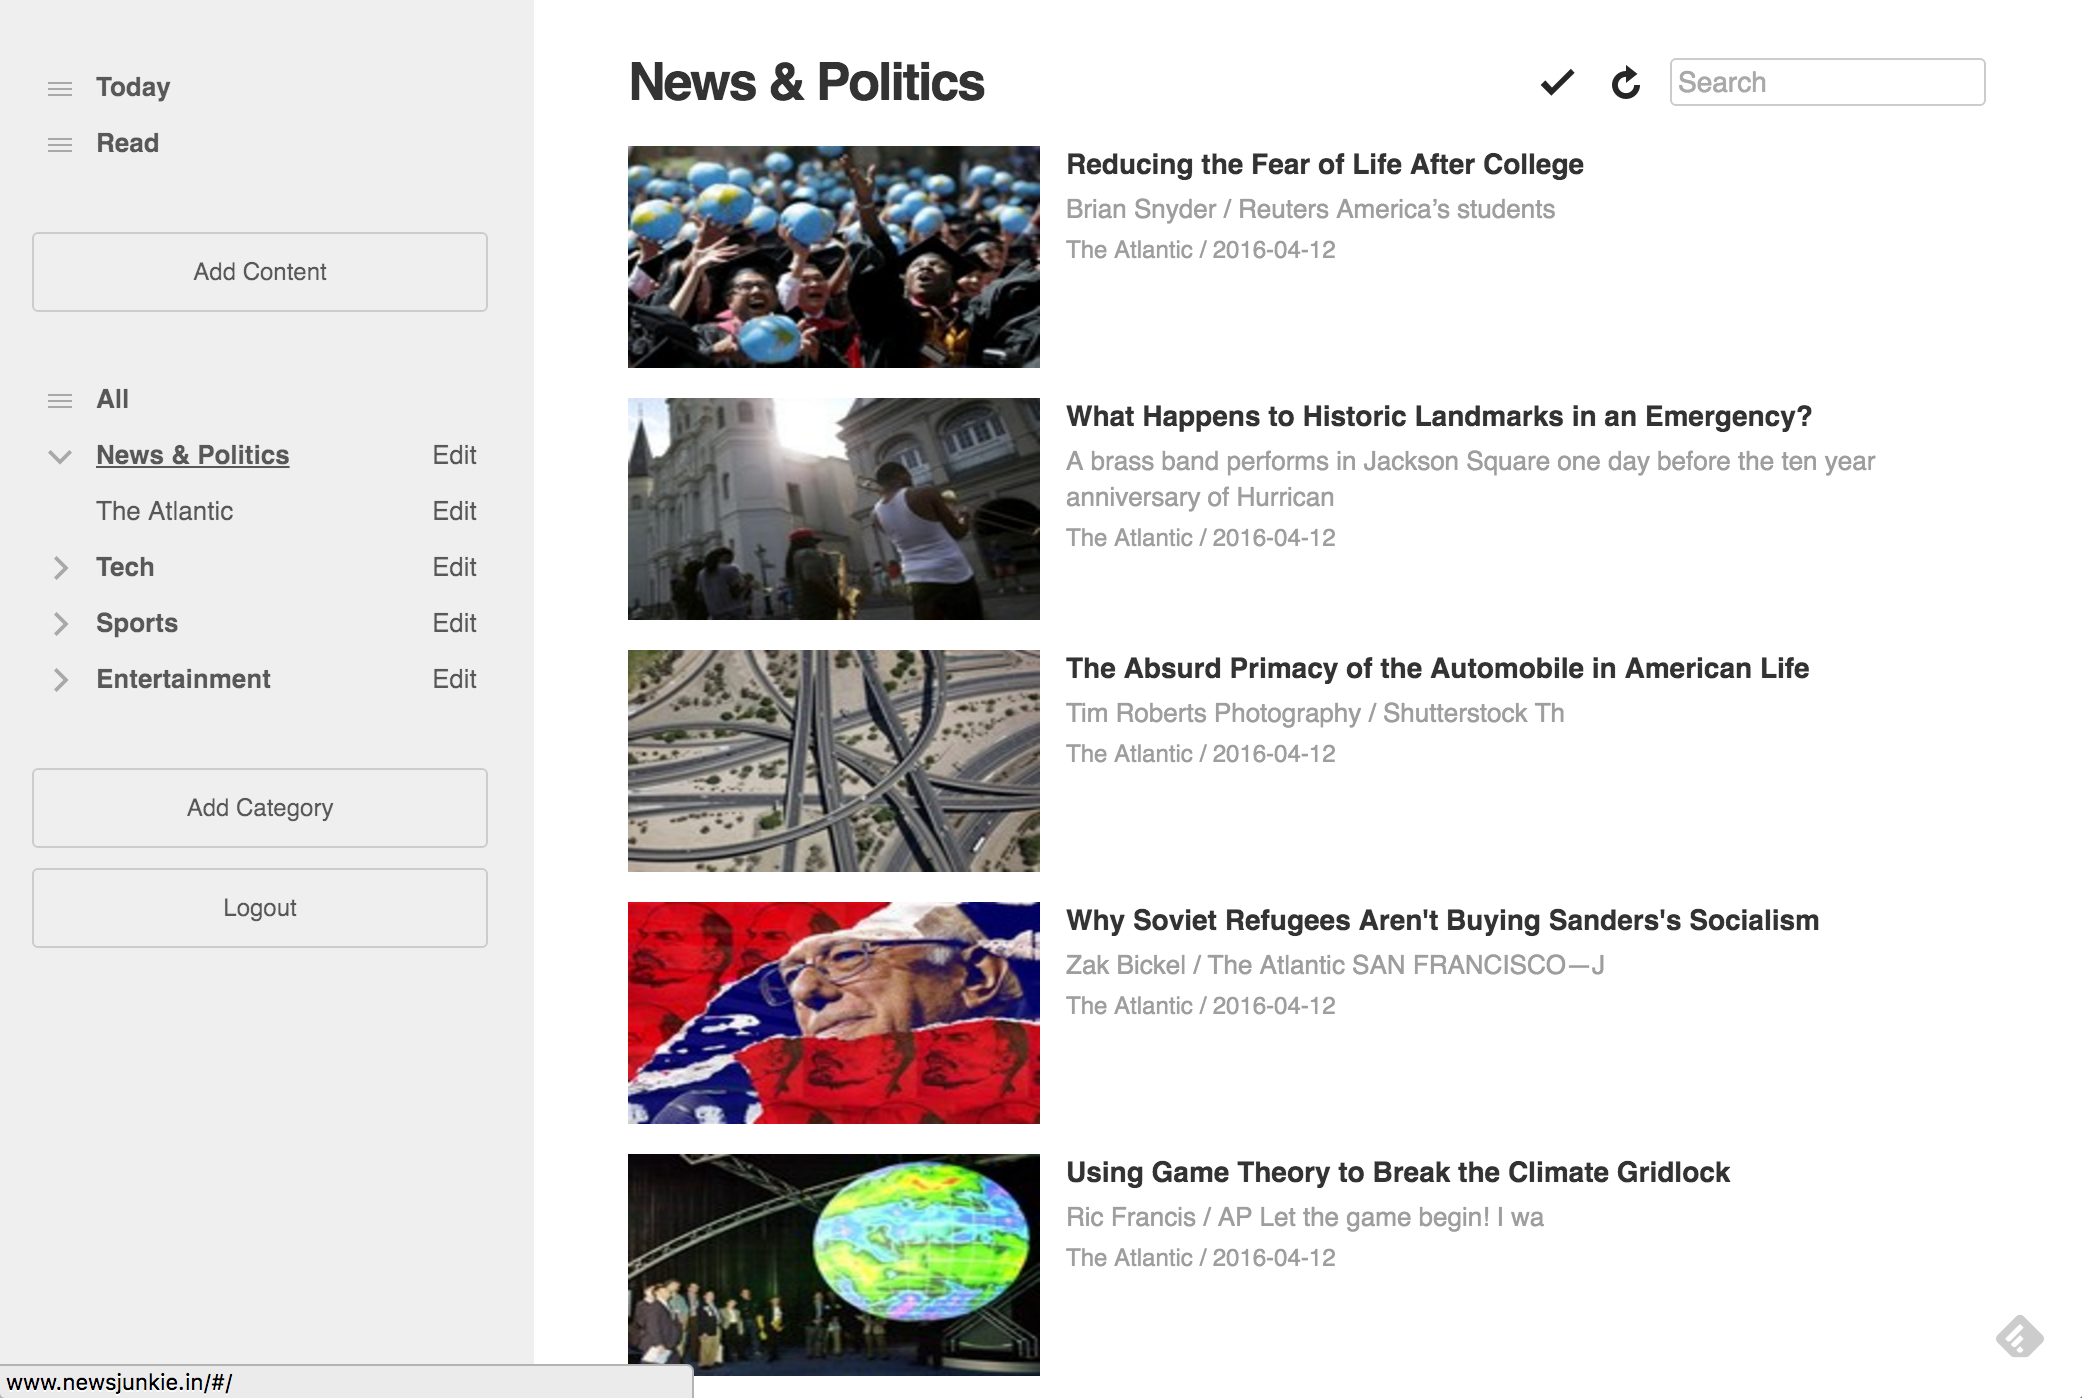 Today
Read
Add Content
All
News & Politics Edit
The Atlantic Edit
Tech Edit
Sports Edit
Entertainment Edit
Add Category
Logout
News & Politics
Search
Reducing the Fear of Life After College
Brian Snyder / Reuters America’s students
The Atlantic / 2016-04-12
What Happens to Historic Landmarks in an Emergency?
A brass band performs in Jackson Square one day before the ten year
anniversary of Hurrican
The Atlantic / 2016-04-12
The Absurd Primacy of the Automobile in American Life
Tim Roberts Photography / Shutterstock Th
The Atlantic / 2016-04-12
Why Soviet Refugees Aren't Buying Sanders's Socialism
Zak Bickel / The Atlantic SAN FRANCISCO—J
The Atlantic / 2016-04-12
Using Game Theory to Break the Climate Gridlock
Ric Francis / AP Let the game begin! I wa
The Atlantic / 2016-04-12
www.newsjunkie.in/#/